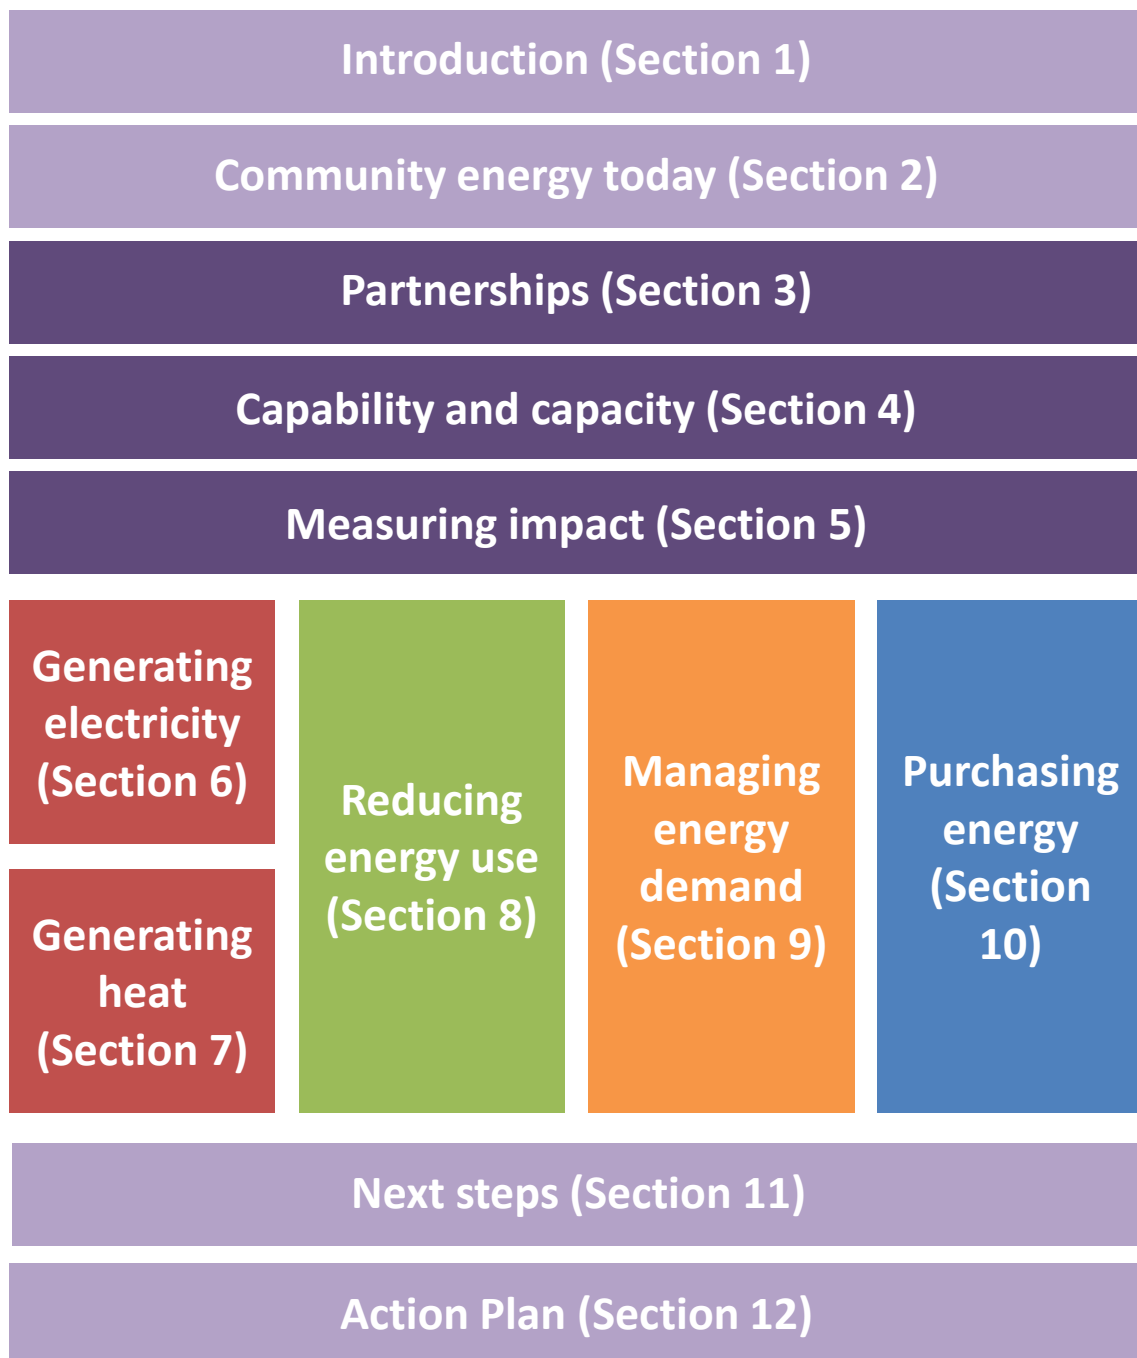 Introduction (Section 1)
Community energy today (Section 2)
Partnerships (Section 3)
Capability and capacity (Section 4)
Measuring impact (Section 5)
Generating
electricity
(Section 6)
Generating
heat
(Section 7)
Reducing
energy use
(Section 8)
Managing
energy
demand
(Section 9)
Purchasing
energy
(Section
10)
Next steps (Section 11)
Action Plan (Section 12)